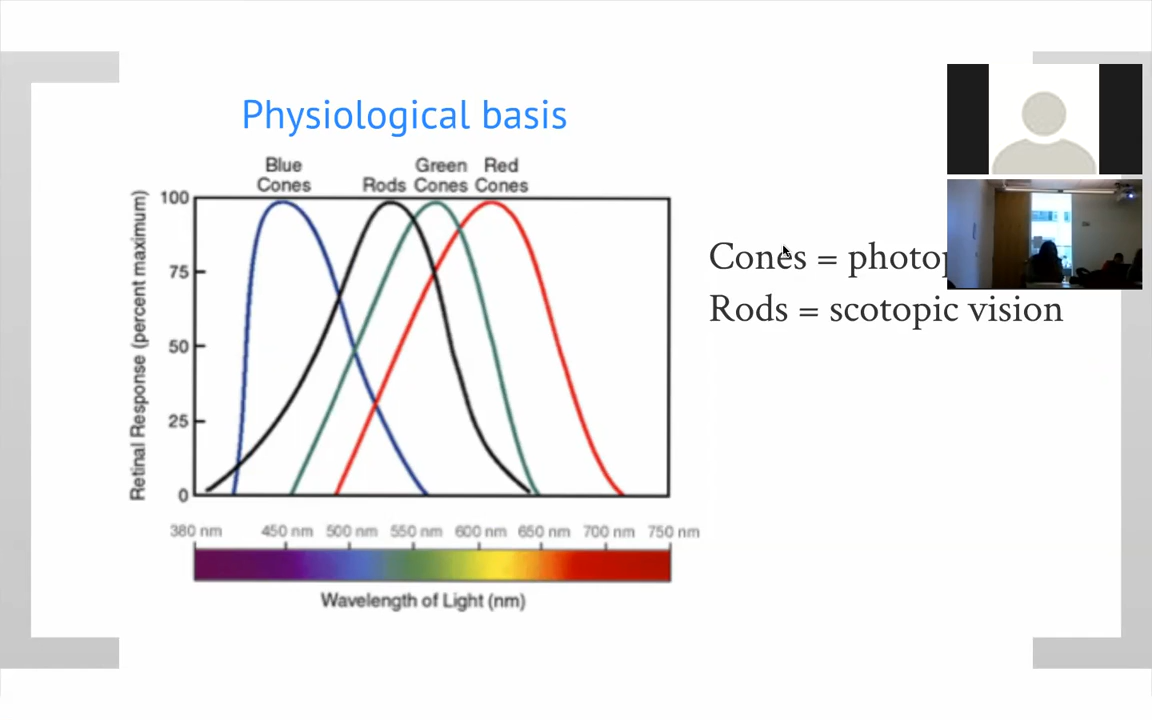 Physiological basis
Blue Cones
Rods
Green Cones
Red Cones
Retinal Response (percent maximum)
100
75
50
25
0
Cones = photop
Rods = scotopic vision
380 nm 450 nm 500 nm 550 nm 600 nm 650 nm 700 nm 750 nm
Wavelength of Light (nm)